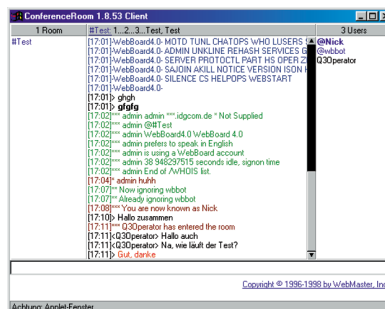 ConferenceRoom 1.8.53 Client
1 Room
#Test: 1...2...3...Test, Test
3 Users
#Test
[17:01]-WebBoard4.0- MOTD TUNL CHATOPS WHO LUSERS
[17:01]-WebBoard4.0- ADMIN UNKLINE REHASH SERVICES
[17:01]-WebBoard4.0- SERVER PROTOCTL PART HS OPER
[17:01]-WebBoard4.0- SAJOIN AKILL NOTICE VERSION ISON
[17:01]-WebBoard4.0- SILENCE CS HELPOPS WEBSTART
[17:01]-WebBoard4.0-
[17:01]> ghgh
[17:01]> gfgfg
[17:02]*** admin admin ***.idgcom.de * Not Supplied
[17:02]*** admin @#Test
[17:02]*** admin WebBoard4.0 WebBoard 4.0
[17:02]*** admin prefers to speak in English
[17:02]*** admin is using a WebBoard account
[17:02]*** admin 38 948297515 seconds idle, signon time
[17:02]*** admin End of /WHOIS list.
[17:04]* admin huhh
[17:07]** Now ignoring wbbot
[17:07]** Already ignoring wbbot
[17:08]*** You are now known as Nick
[17:10]> Hallo zusammen
[17:11]*** Q3Operator has entered the room
[17:11]<Q3Operator> Hallo auch
[17:11]<Q3Operator> Na, wie läuft der Test?
[17:11]> Gut, danke
@Nick
@wbbot
Q3Operator
Copyright © 1996-1998 by WebMaster, Inc
Achtung: Applet-Fenster